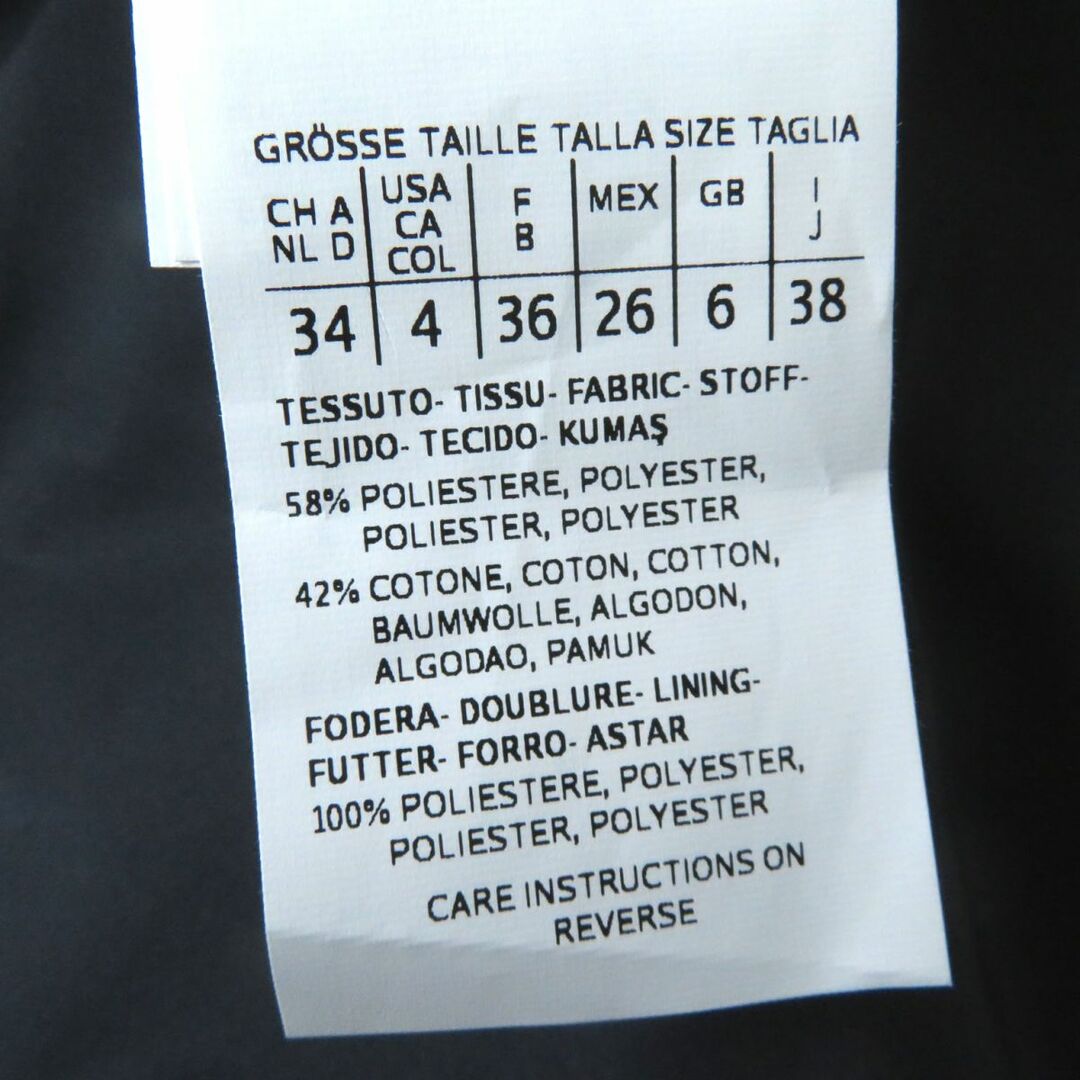 GRÖSSE TAILLE TALLA SIZE TAGLIA
CH A NL D | USA CA COL | F B | MEX | GB | I J
34 | 4 | 36 | 26 | 6 | 38
TESSUTO- TISSU- FABRIC- STOFF-
TEJIDO- TECIDO- KUMAŞ
58% POLIESTERE, POLYESTER,
POLIESTER, POLYESTER
42% COTONE, COTON, COTTON,
BAUMWOLLE, ALGODON,
ALGODAO, PAMUK
FODERA- DOUBLURE- LINING-
FUTTER- FORRO- ASTAR
100% POLIESTERE, POLYESTER,
POLIESTER, POLYESTER
CARE INSTRUCTIONS ON
REVERSE